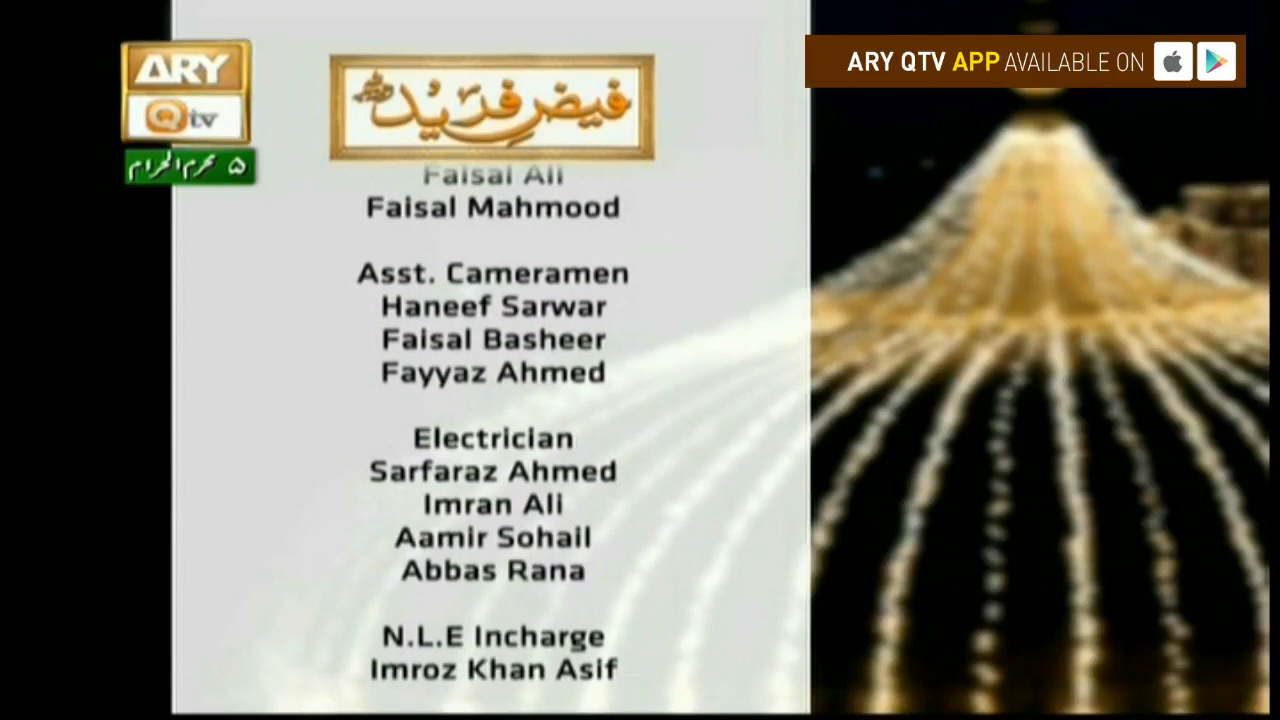 ARY QTV APP AVAILABLE ON
ARY
Qtv
۵ محرم الحرام
فیضِ فرید
Faisal Ali
Faisal Mahmood
Asst. Cameramen
Haneef Sarwar
Faisal Basheer
Fayyaz Ahmed
Electrician
Sarfaraz Ahmed
Imran Ali
Aamir Sohail
Abbas Rana
N.L.E Incharge
Imroz Khan Asif